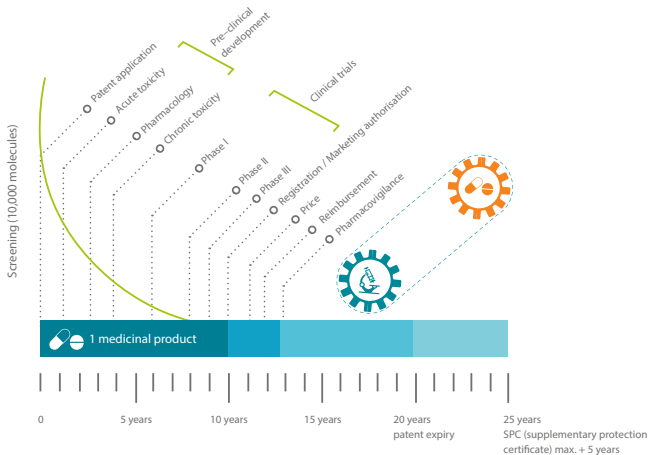 Pre–clinical
development
Patent application
Acute toxicity
Pharmacology
Chronic toxicity
Clinical trials
Phase I
Phase II
Phase III
Registration / Marketing authorisation
Price
Reimbursement
Pharmacovigilance
Screening (10,000 molecules)
1 medicinal product
0
5 years
10 years
15 years
20 years
patent expiry
25 years
SPC (supplementary protection
certificate) max. + 5 years